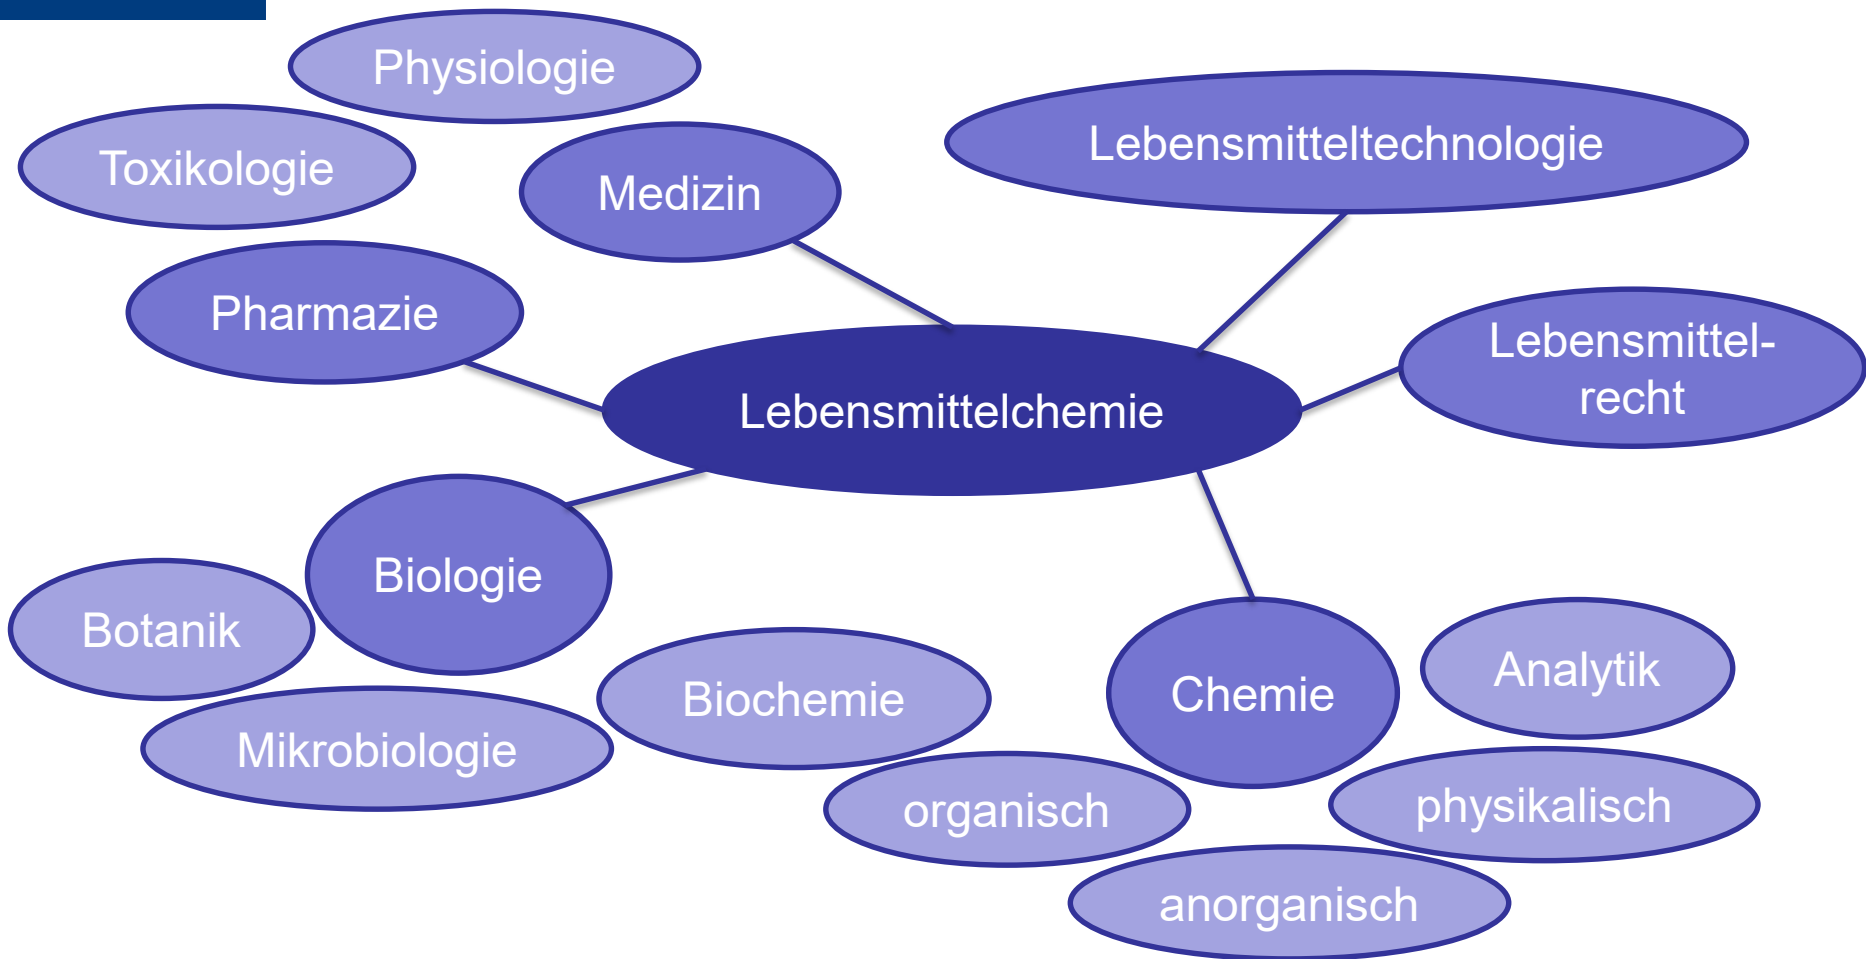 Physiologie
Toxikologie
Medizin
Lebensmitteltechnologie
Pharmazie
Lebensmittel-
recht
Lebensmittelchemie
Biologie
Botanik
Mikrobiologie
Biochemie
Chemie
Analytik
organisch
physikalisch
anorganisch